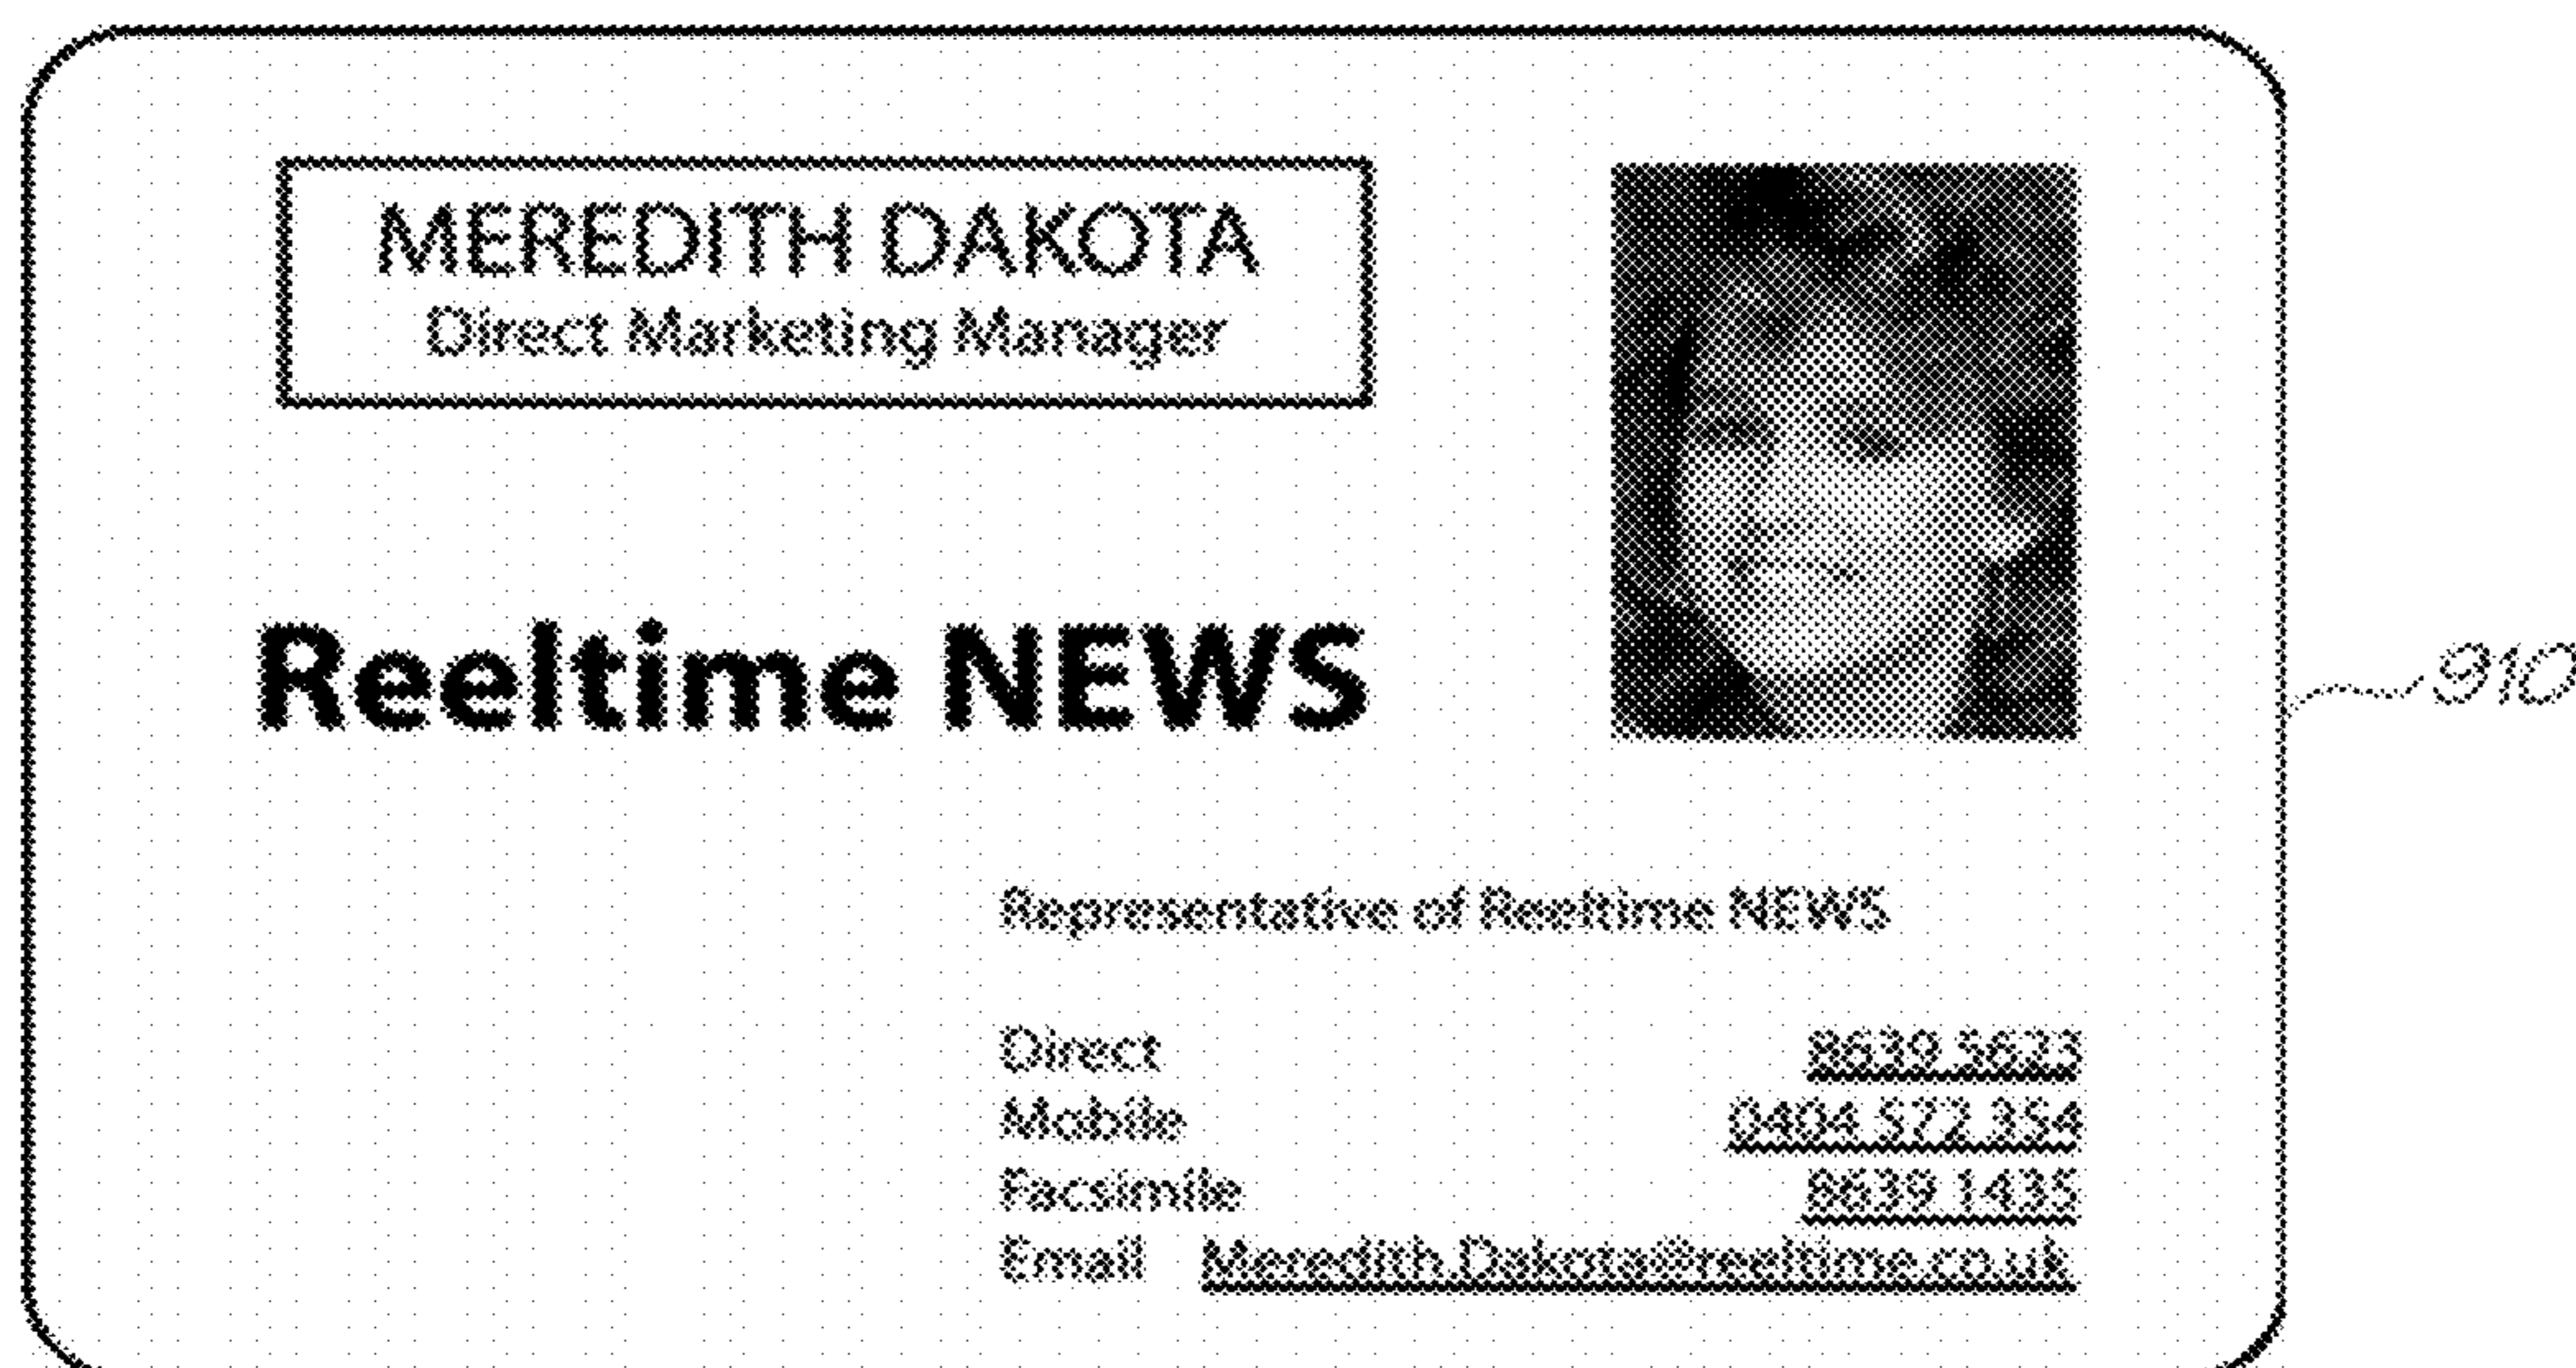 MEREDITH DAKOTA
Direct Marketing Manager
Reeltime NEWS
910
Representative of Reeltime NEWS
Direct 8639 5623
Mobile 0404 572 354
Facsimile 8639 1435
Email Meredith.Dakota@reeltime.co.uk